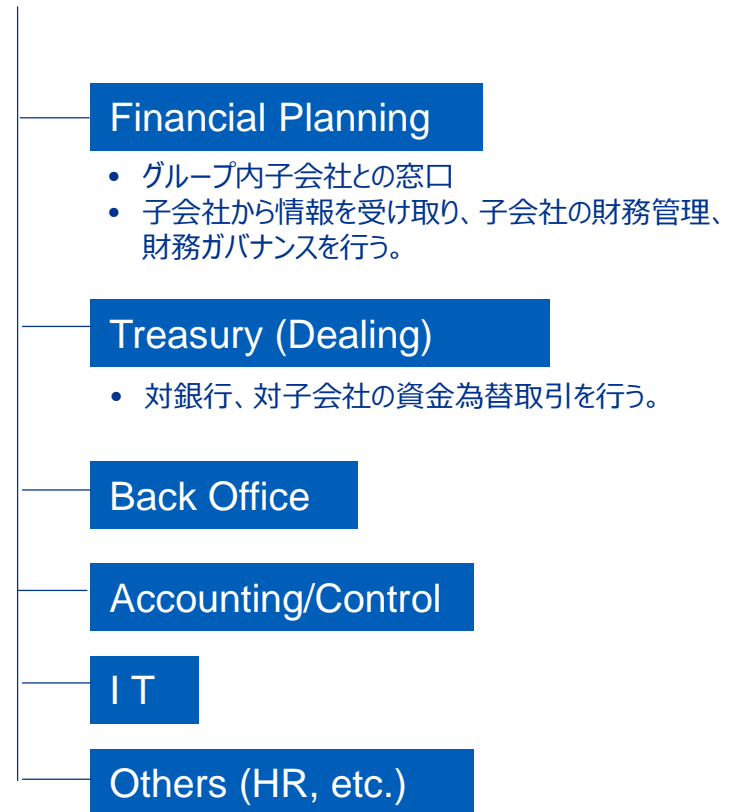 Financial Planning
• グループ内子会社との窓口
• 子会社から情報を受け取り、子会社の財務管理、
財務ガバナンスを行う。
Treasury (Dealing)
• 対銀行、対子会社の資金為替取引を行う。
Back Office
Accounting/Control
I T
Others (HR, etc.)